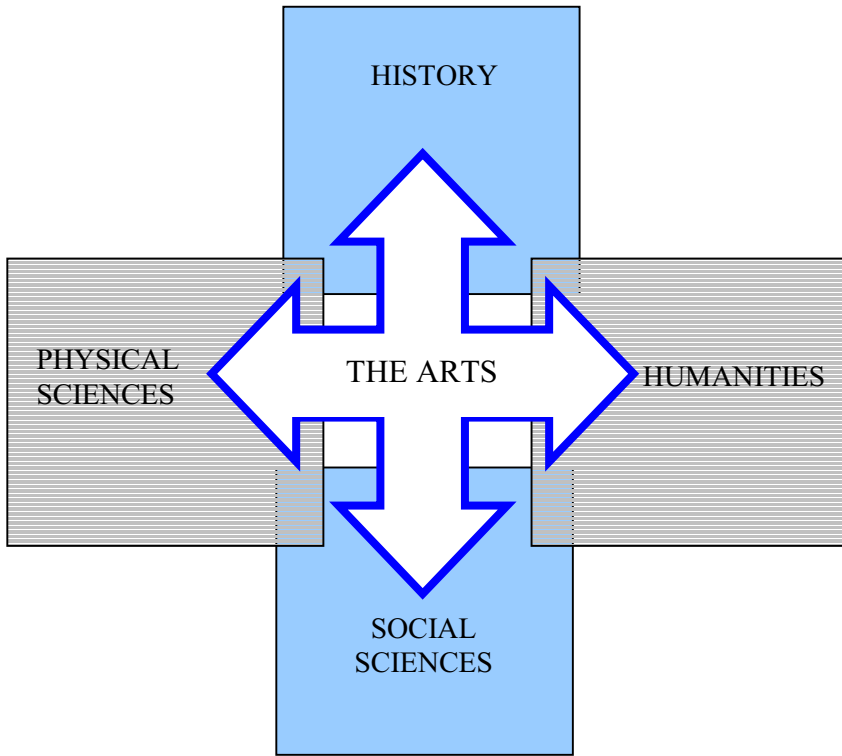 HISTORY
PHYSICAL
SCIENCES
THE ARTS
HUMANITIES
SOCIAL
SCIENCES